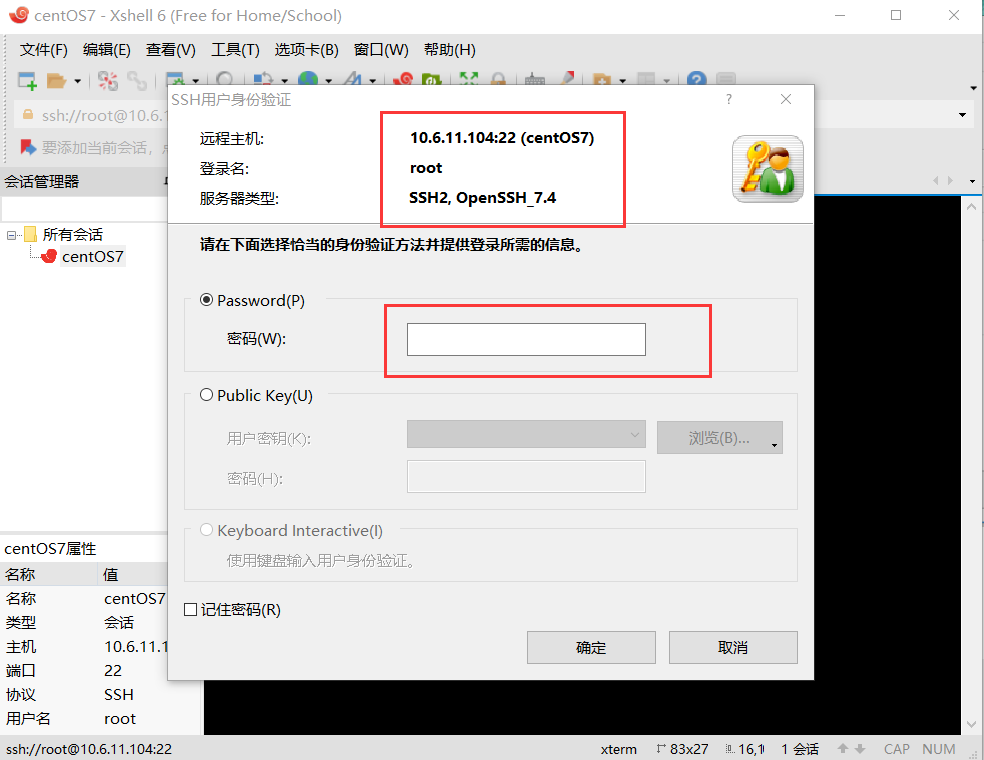 centOS7 - Xshell 6 (Free for Home/School)
文件(F) 编辑(E) 查看(V) 工具(T) 选项卡(B) 窗口(W) 帮助(H)
ssh://root@10.6.1
要添加当前会话，
会话管理器
所有会话
centOS7
SSH用户身份验证 ?
远程主机: 10.6.11.104:22 (centOS7)
登录名: root
服务器类型: SSH2, OpenSSH_7.4
请在下面选择恰当的身份验证方法并提供登录所需的信息。
Password(P)
密码(W):
Public Key(U)
用户密钥(K): 浏览(B)...
密码(H):
Keyboard Interactive(I)
使用键盘输入用户身份验证。
记住密码(R)
确定 取消
centOS7属性
名称 值
名称 centOS7
类型 会话
主机 10.6.11.1
端口 22
协议 SSH
用户名 root
ssh://root@10.6.11.104:22 xterm 83x27 16,1 1 会话 CAP NUM